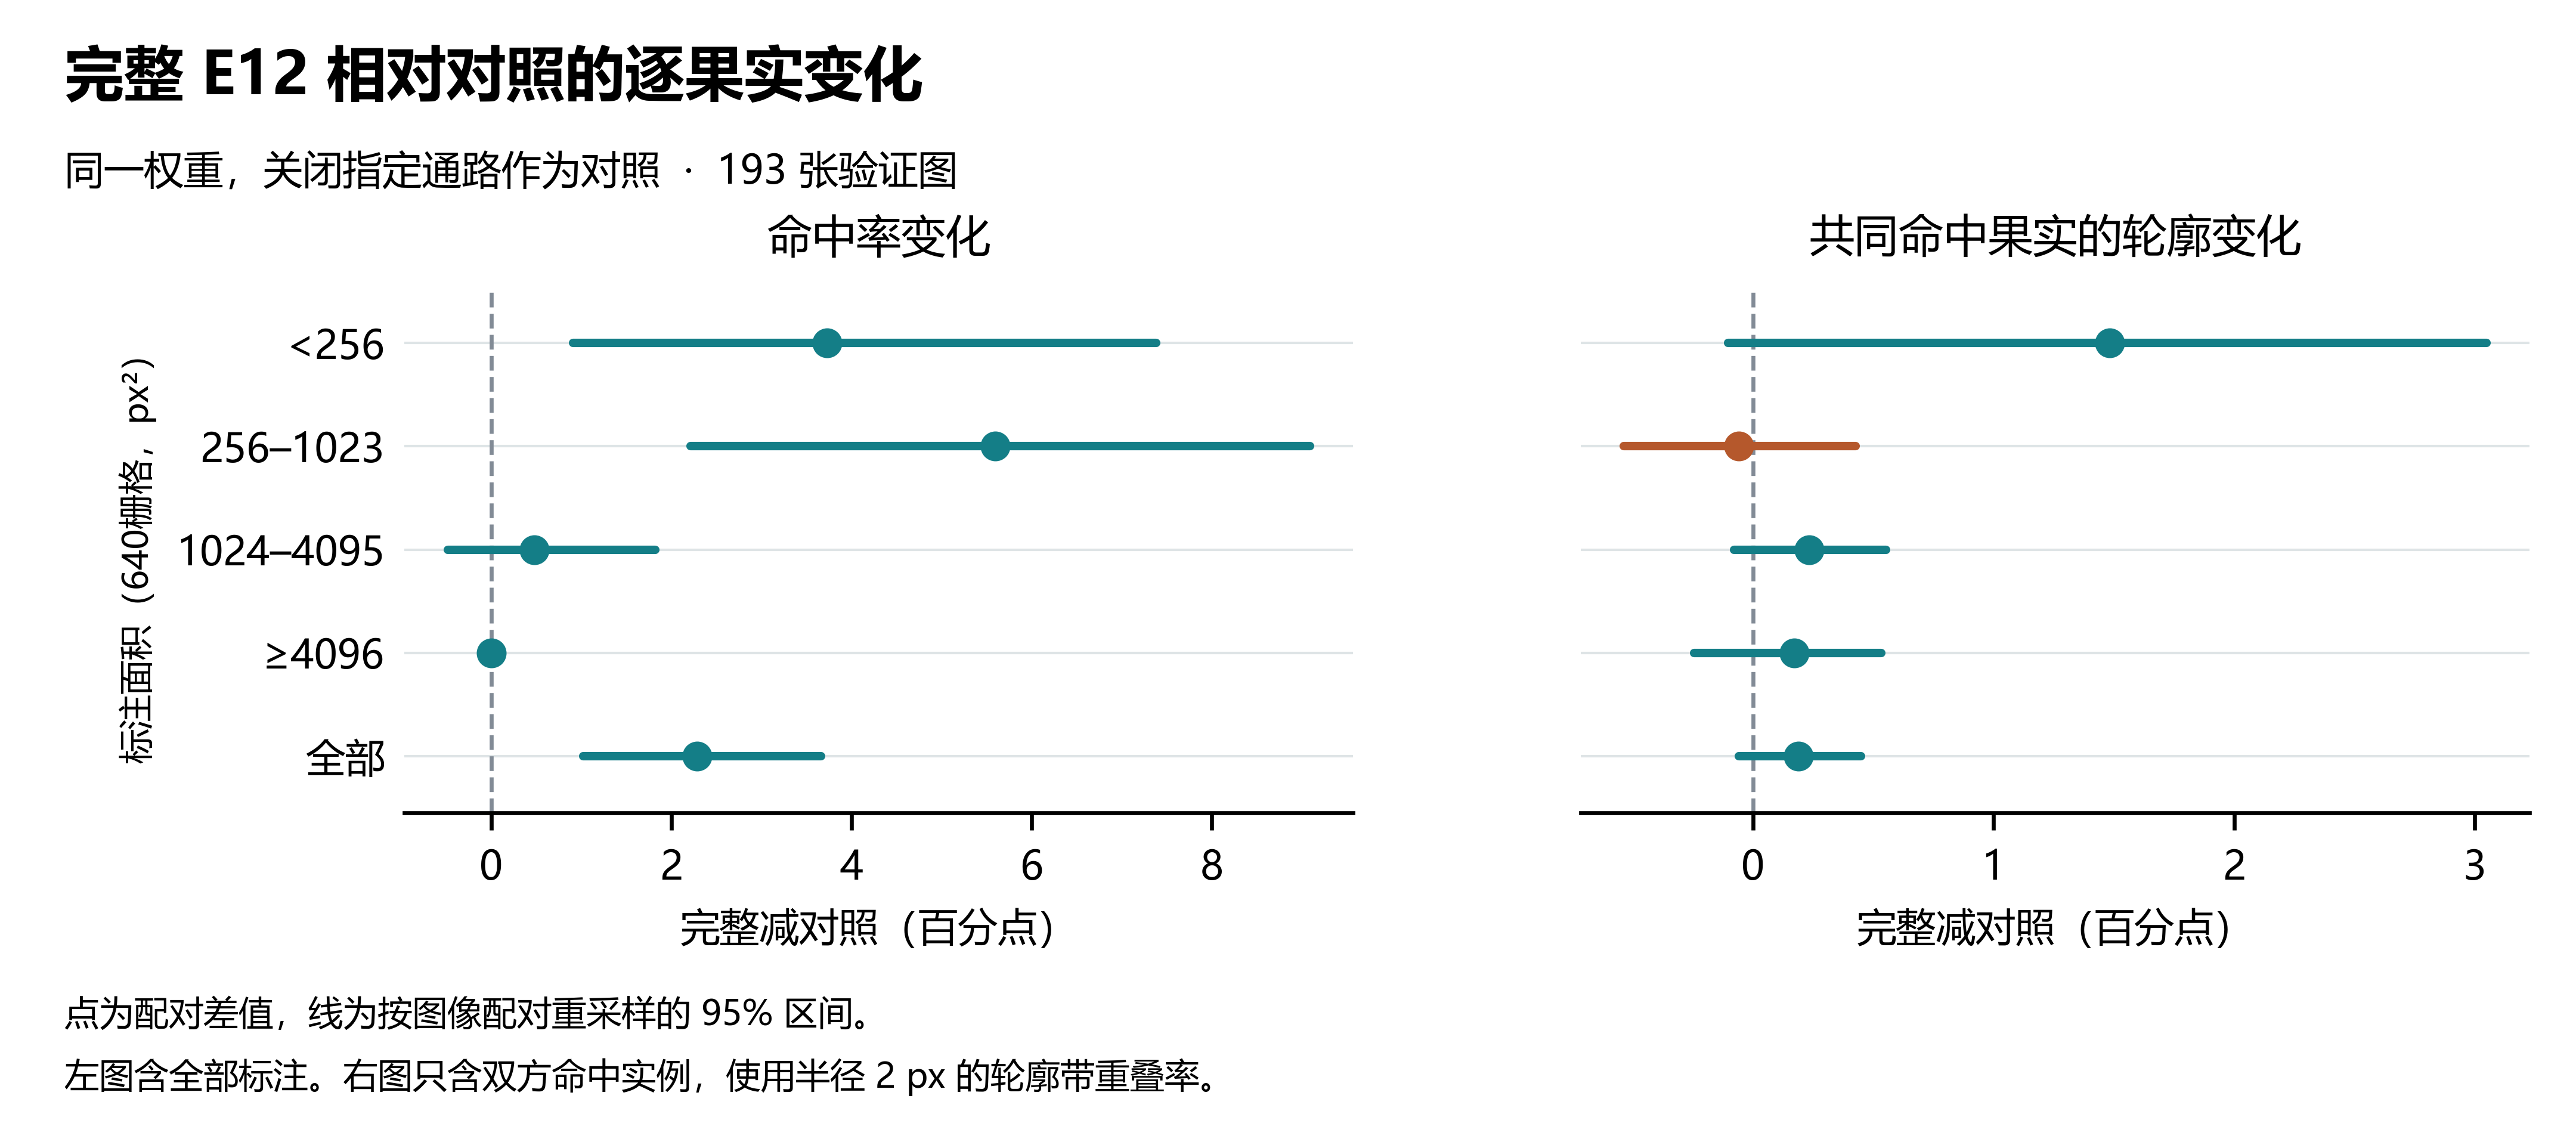 完整 E12 相对对照的逐果实变化
同一权重，关闭指定通路作为对照 · 193 张验证图
命中率变化
共同命中果实的轮廓变化
标注面积（640栅格，px²）
<256
256–1023
1024–4095
≥4096
全部
0 2 4 6 8
0 1 2 3
完整减对照（百分点）
完整减对照（百分点）
点为配对差值，线为按图像配对重采样的 95% 区间。
左图含全部标注。右图只含双方命中实例，使用半径 2 px 的轮廓带重叠率。